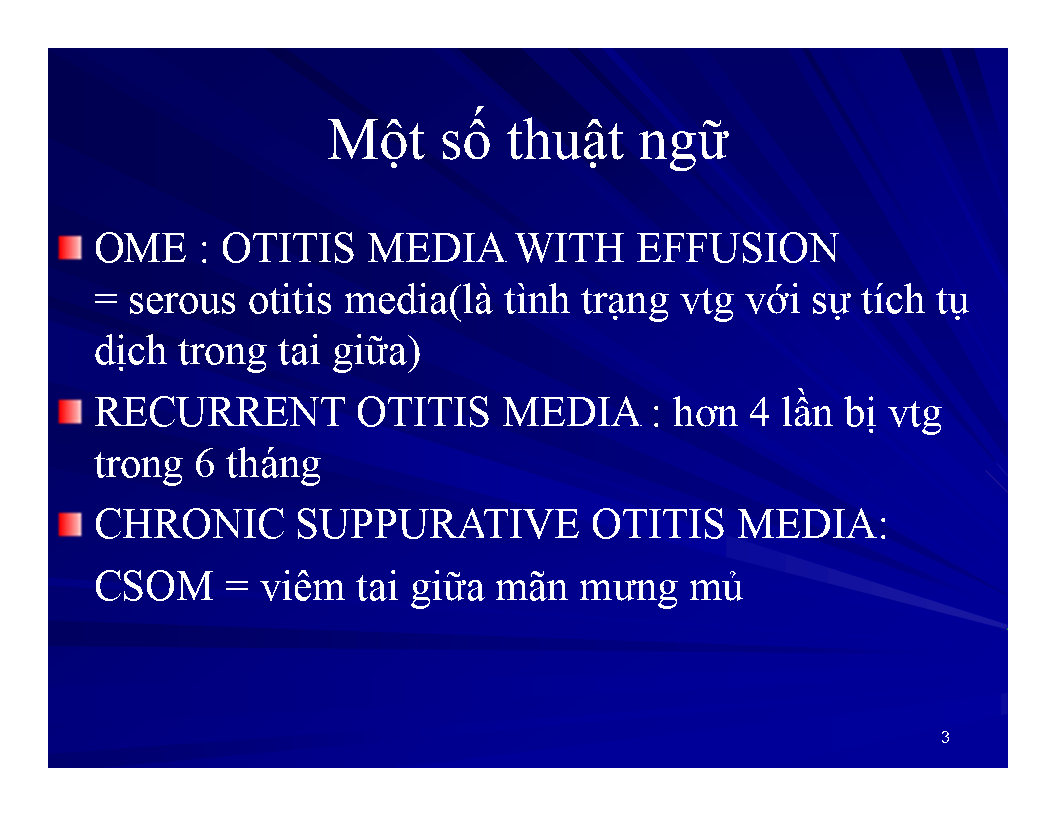 Một số thuật ngữ
OME : OTITIS MEDIA WITH EFFUSION
= serous otitis media(là tình trạng vtg với sự tích tụ
dịch trong tai giữa)
RECURRENT OTITIS MEDIA : hơn 4 lần bị vtg
trong 6 tháng
CHRONIC SUPPURATIVE OTITIS MEDIA:
CSOM = viêm tai giữa mãn mưng mủ
3